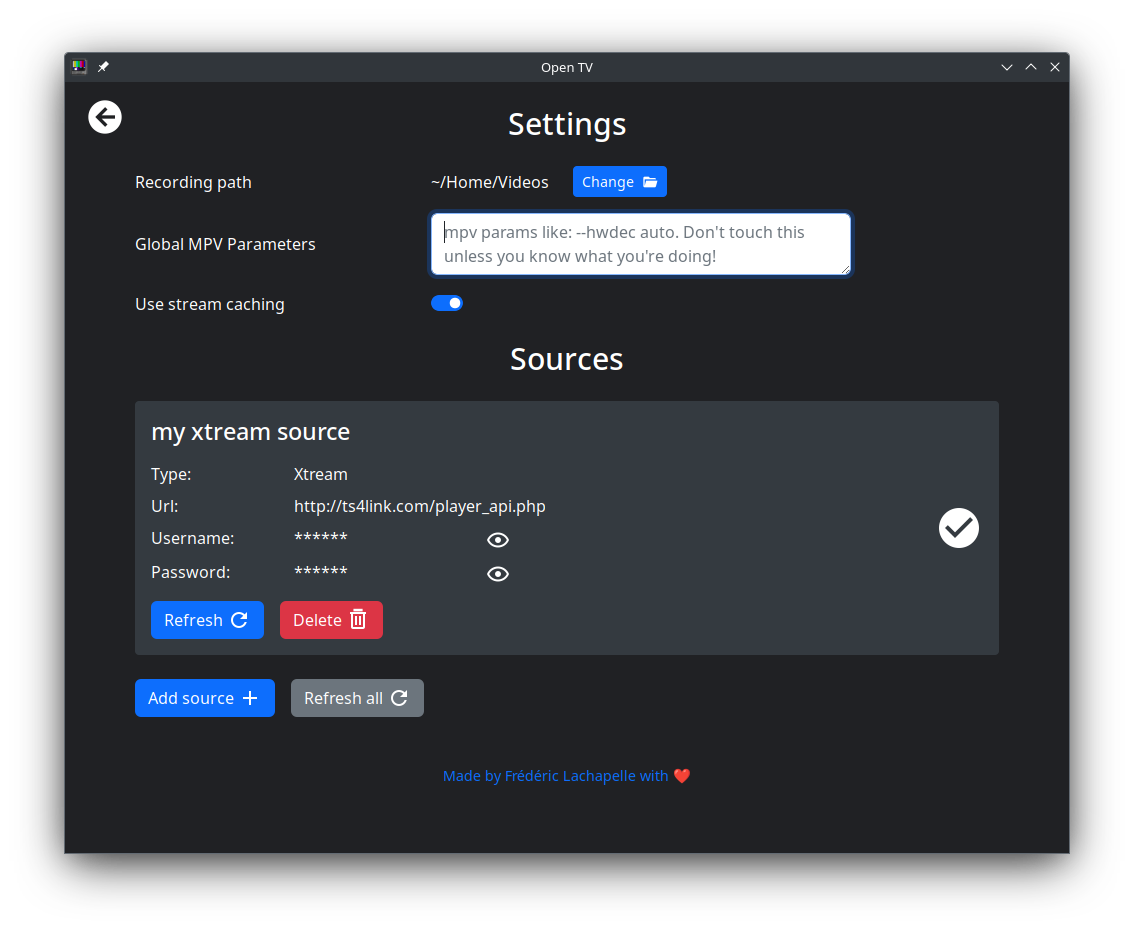 Open TV
Settings
Recording path ~/Home/Videos Change
Global MPV Parameters
mpv params like: --hwdec auto. Don't touch this
unless you know what you're doing!
Use stream caching
Sources
my xtream source
Type: Xtream
Url: http://ts4link.com/player_api.php
Username: ******
Password: ******
Refresh Delete
Add source Refresh all
Made by Frédéric Lachapelle with ❤️